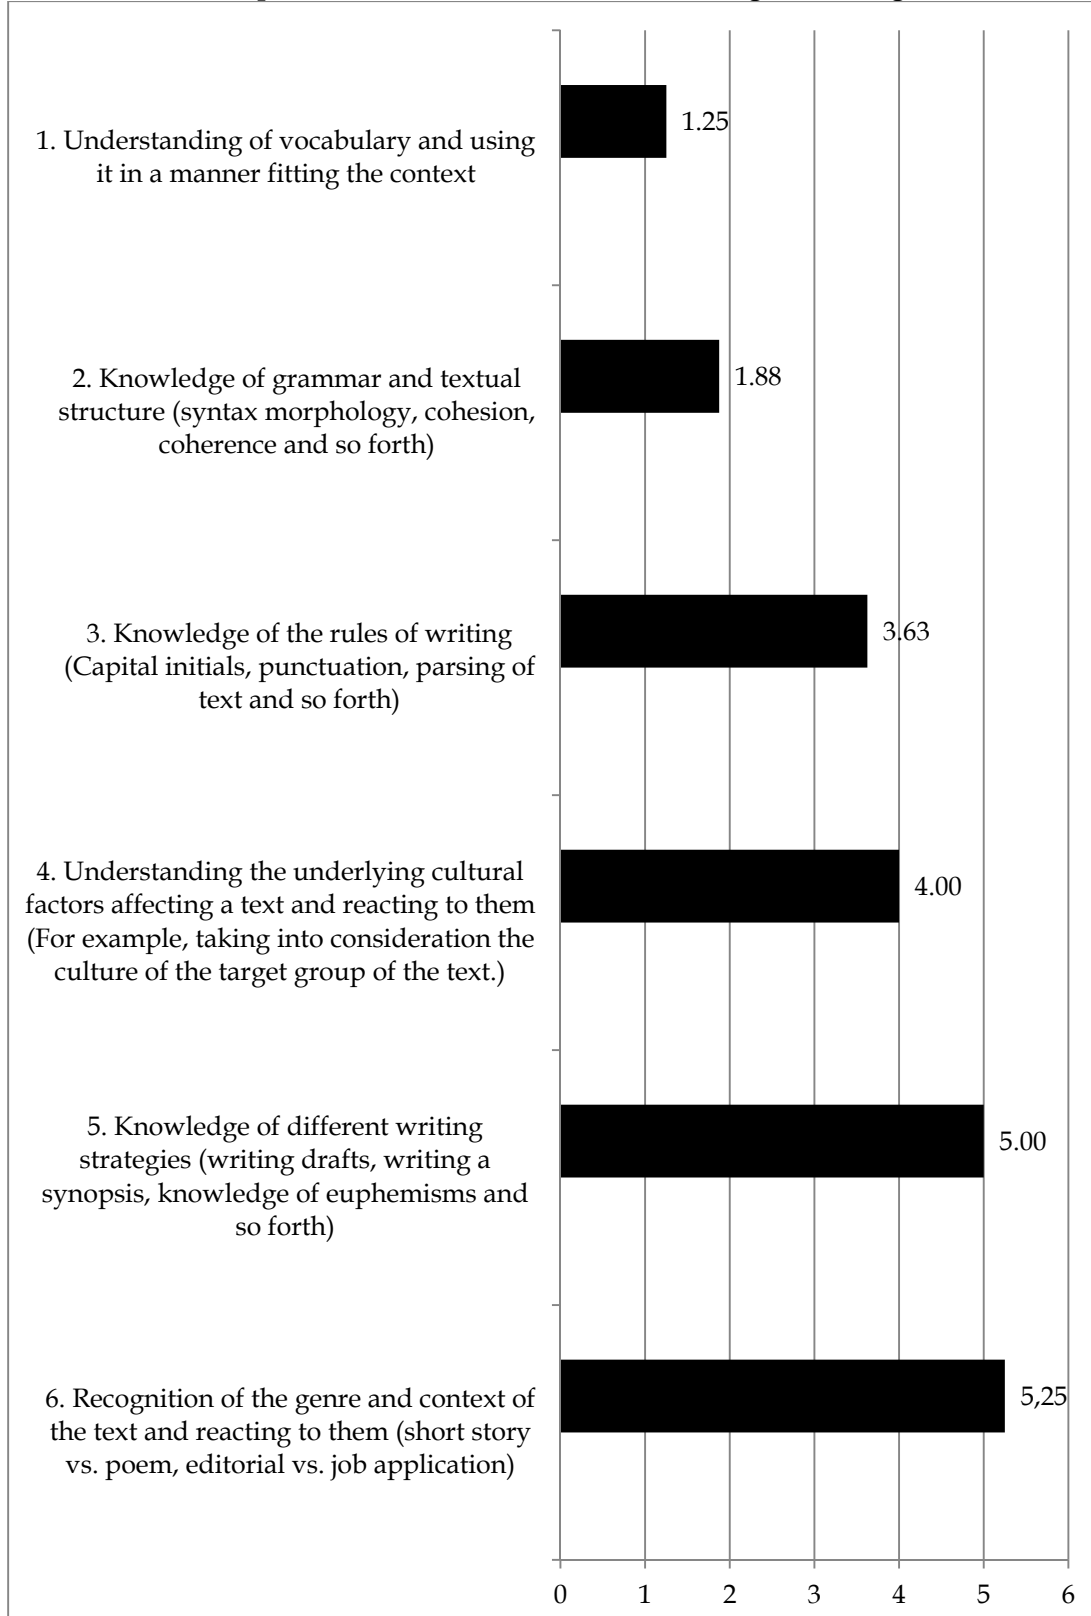 1. Understanding of vocabulary and using
it in a manner fitting the context
1.25
2. Knowledge of grammar and textual
structure (syntax morphology, cohesion,
coherence and so forth)
1.88
3. Knowledge of the rules of writing
(Capital initials, punctuation, parsing of
text and so forth)
3.63
4. Understanding the underlying cultural
factors affecting a text and reacting to them
(For example, taking into consideration the
culture of the target group of the text.)
4.00
5. Knowledge of different writing
strategies (writing drafts, writing a
synopsis, knowledge of euphemisms and
so forth)
5.00
6. Recognition of the genre and context of
the text and reacting to them (short story
vs. poem, editorial vs. job application)
5,25
0 1 2 3 4 5 6